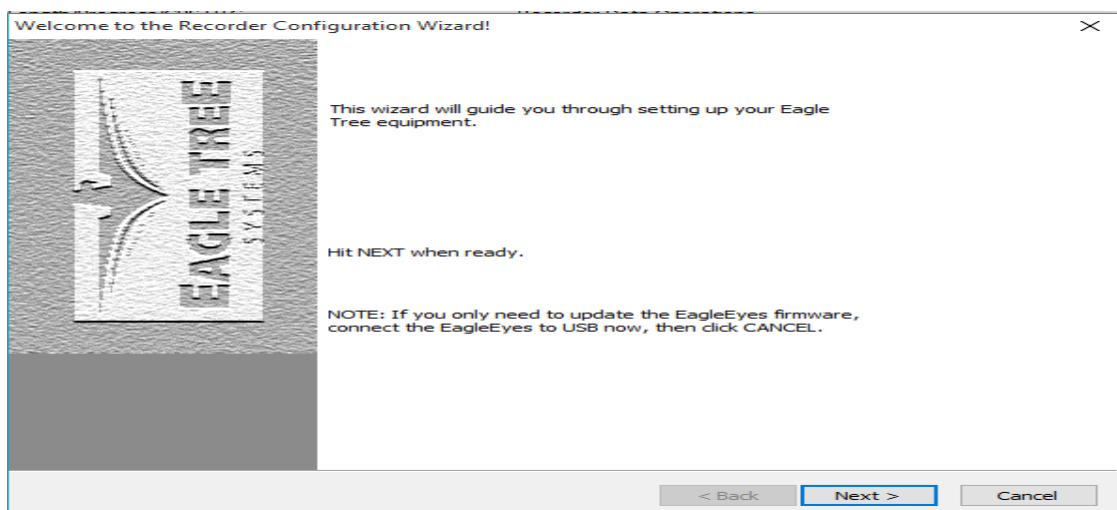 Welcome to the Recorder Configuration Wizard!
EAGLE TREE
SYSTEMS
This wizard will guide you through setting up your Eagle
Tree equipment.
Hit NEXT when ready.
NOTE: If you only need to update the EagleEyes firmware,
connect the EagleEyes to USB now, then click CANCEL.
< Back
Next >
Cancel